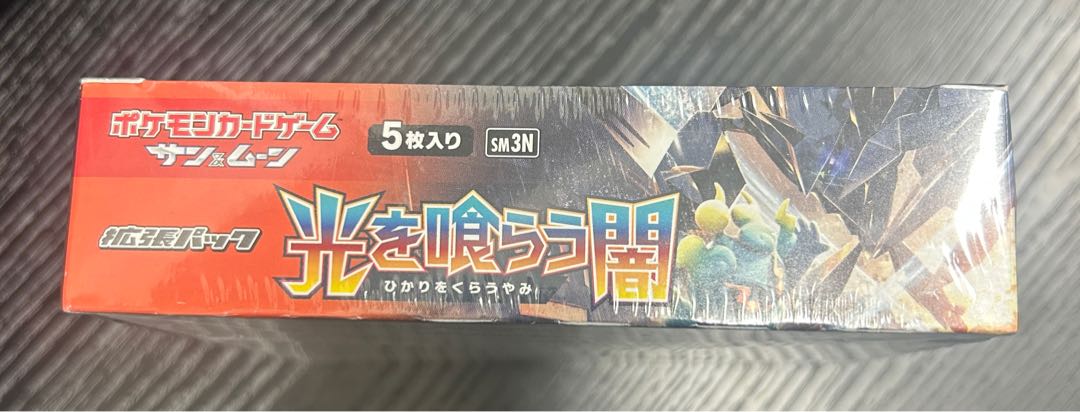 ポケモンカードゲーム
サン&ムーン
5枚入り
SM3N
拡張パック
光を喰らう闇
ひかりをくらうやみ